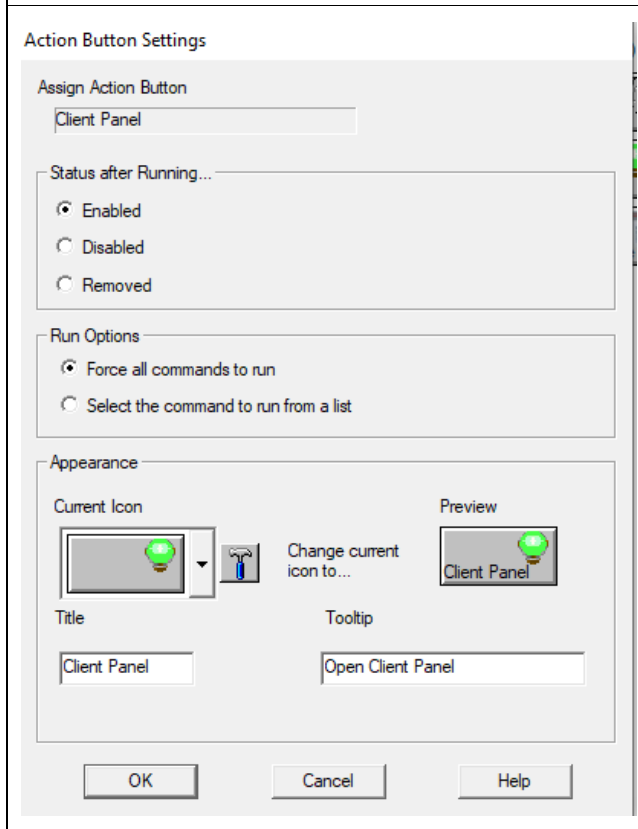 Action Button Settings
Assign Action Button
Client Panel
Status after Running...
Enabled
Disabled
Removed
Run Options
Force all commands to run
Select the command to run from a list
Appearance
Current Icon
Preview
Change current
icon to...
Client Panel
Title
Tooltip
Client Panel
Open Client Panel
OK
Cancel
Help